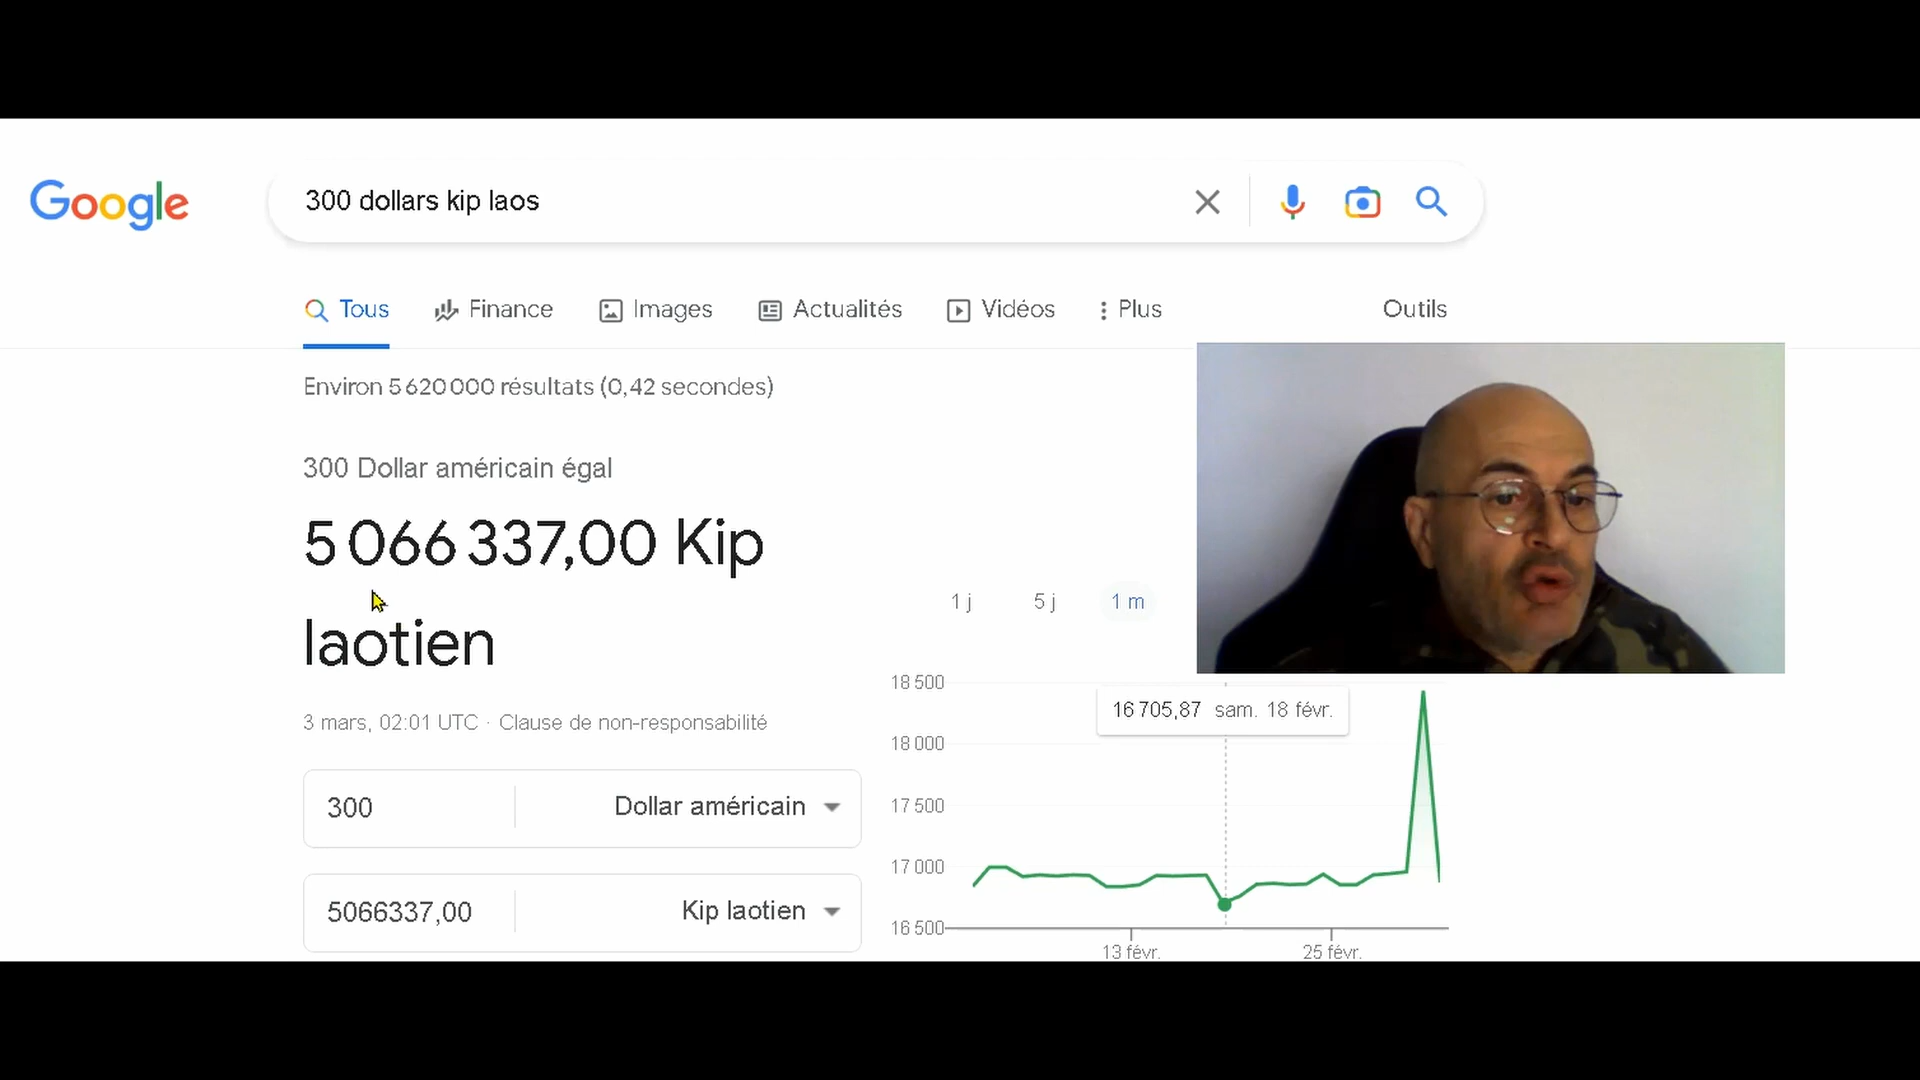 Google
300 dollars kip laos
Tous
Finance
Images
Actualités
Vidéos
Plus
Outils
Environ 5 620 000 résultats (0,42 secondes)
300 Dollar américain égal
5 066 337,00 Kip
laotien
3 mars, 02:01 UTC · Clause de non-responsabilité
300
Dollar américain
5066337,00
Kip laotien
1 j
5 j
1 m
18 500
18 000
17 500
17 000
16 500
16 705,87 sam. 18 févr.
13 févr.
25 févr.